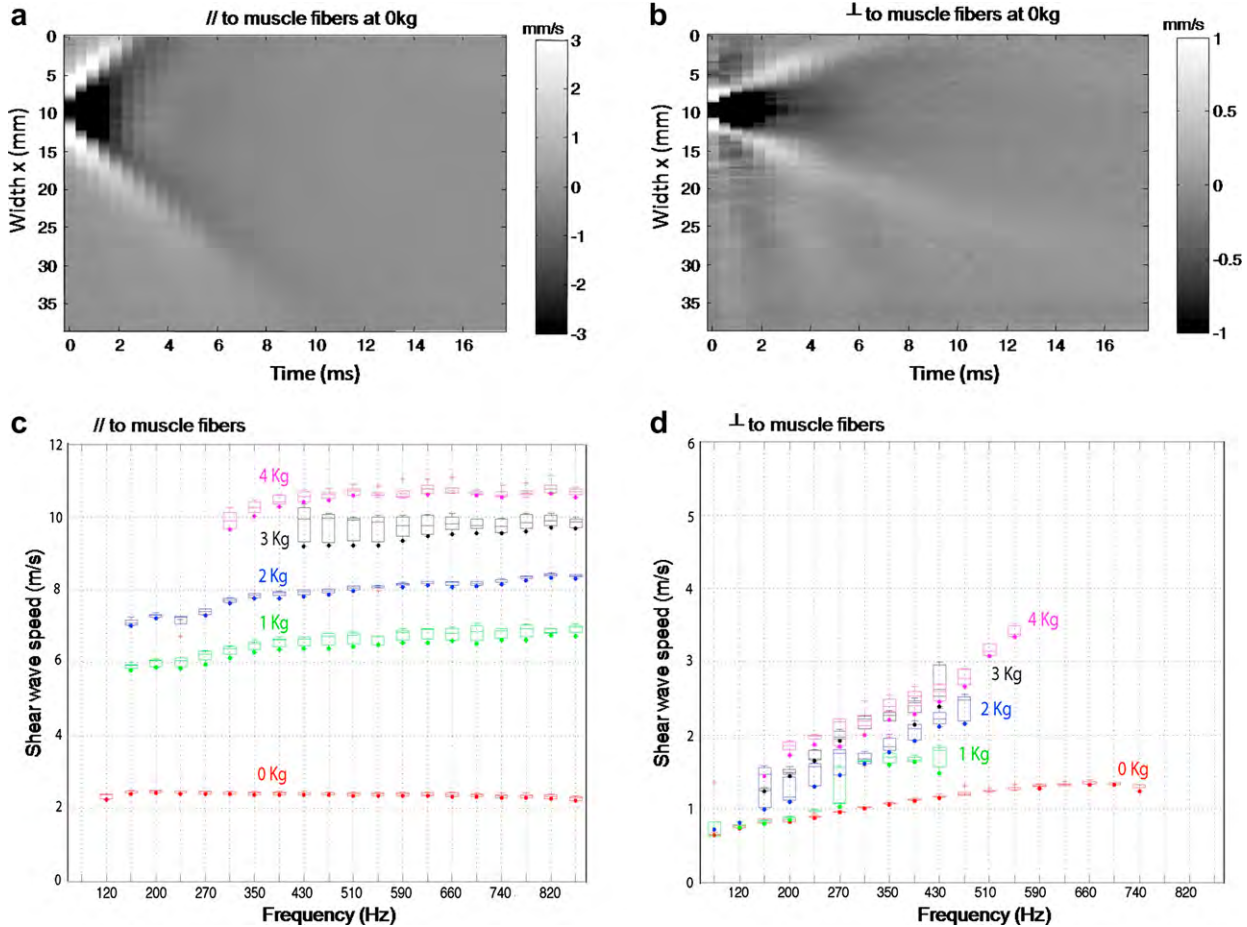 a
// to muscle fibers at 0kg
mm/s
3
2
1
0
-1
-2
-3
0
5
10
15
20
25
30
35
Width x (mm)
0 2 4 6 8 10 12 14 16
Time (ms)
b
⊥ to muscle fibers at 0kg
mm/s
1
0.5
0
-0.5
-1
0
5
10
15
20
25
30
35
Width x (mm)
0 2 4 6 8 10 12 14 16
Time (ms)
c
// to muscle fibers
12
10
8
6
4
2
0
Shear wave speed (m/s)
4 Kg
3 Kg
2 Kg
1 Kg
0 Kg
120 200 270 350 430 510 590 660 740 820
Frequency (Hz)
d
⊥ to muscle fibers
6
5
4
3
2
1
0
Shear wave speed (m/s)
4 Kg
3 Kg
2 Kg
1 Kg
0 Kg
120 200 270 350 430 510 590 660 740 820
Frequency (Hz)